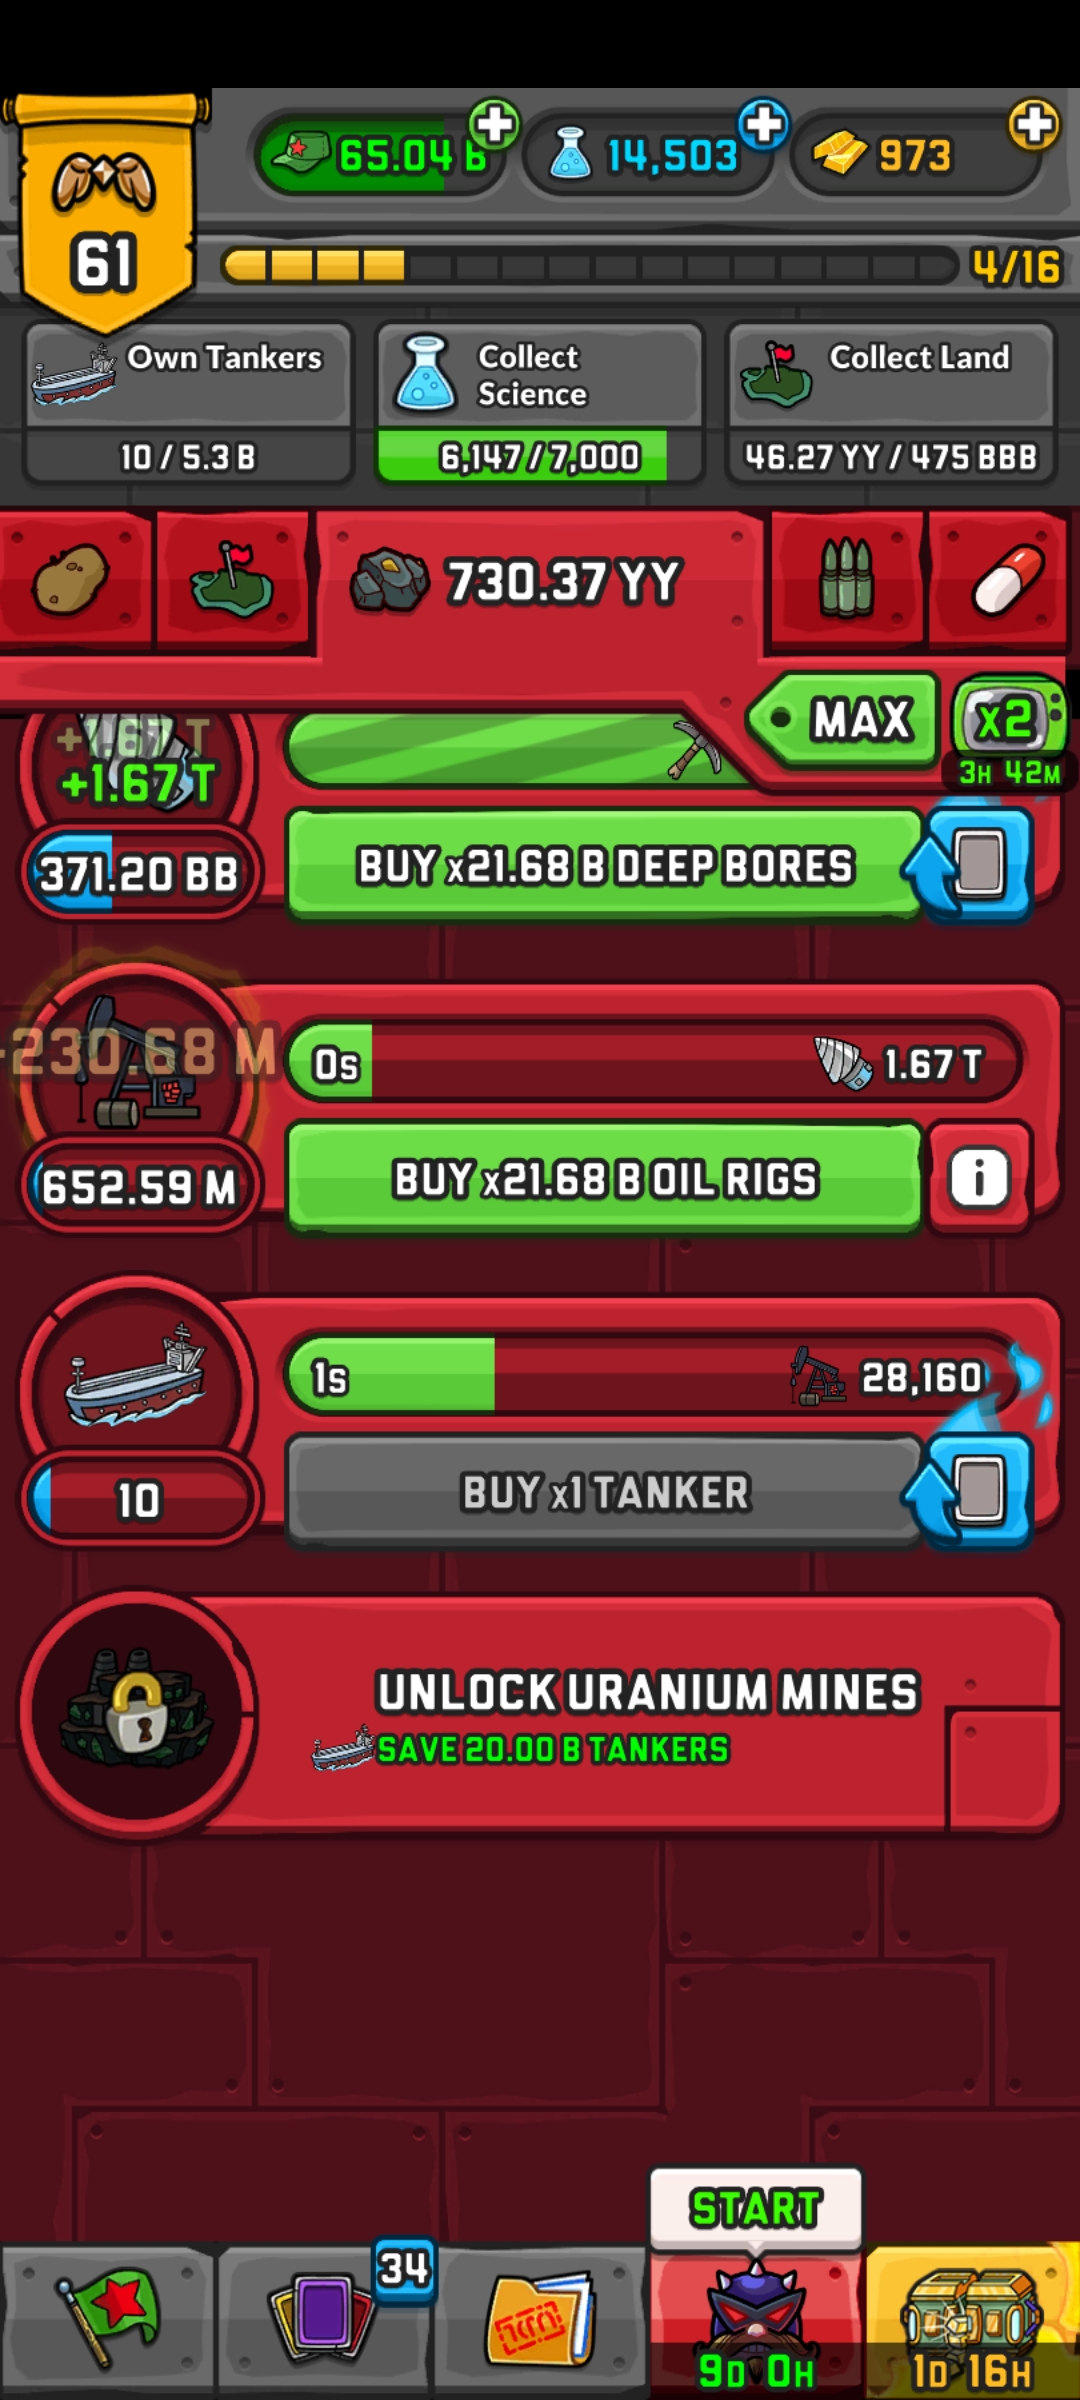 65.04 B
14,503
973
61
4/16
Own Tankers
10 / 5.3 B
Collect
Science
6,147 / 7,000
Collect Land
46.27 YY / 475 BBB
730.37 YY
MAX
x2
3H 42M
+1.67 T
+1.67 T
371.20 BB
BUY x21.68 B DEEP BORES
-230.68 M
0s
1.67 T
652.59 M
BUY x21.68 B OIL RIGS
i
1s
28,160
10
BUY x1 TANKER
UNLOCK URANIUM MINES
SAVE 20.00 B TANKERS
START
34
9D 0H
1D 16H